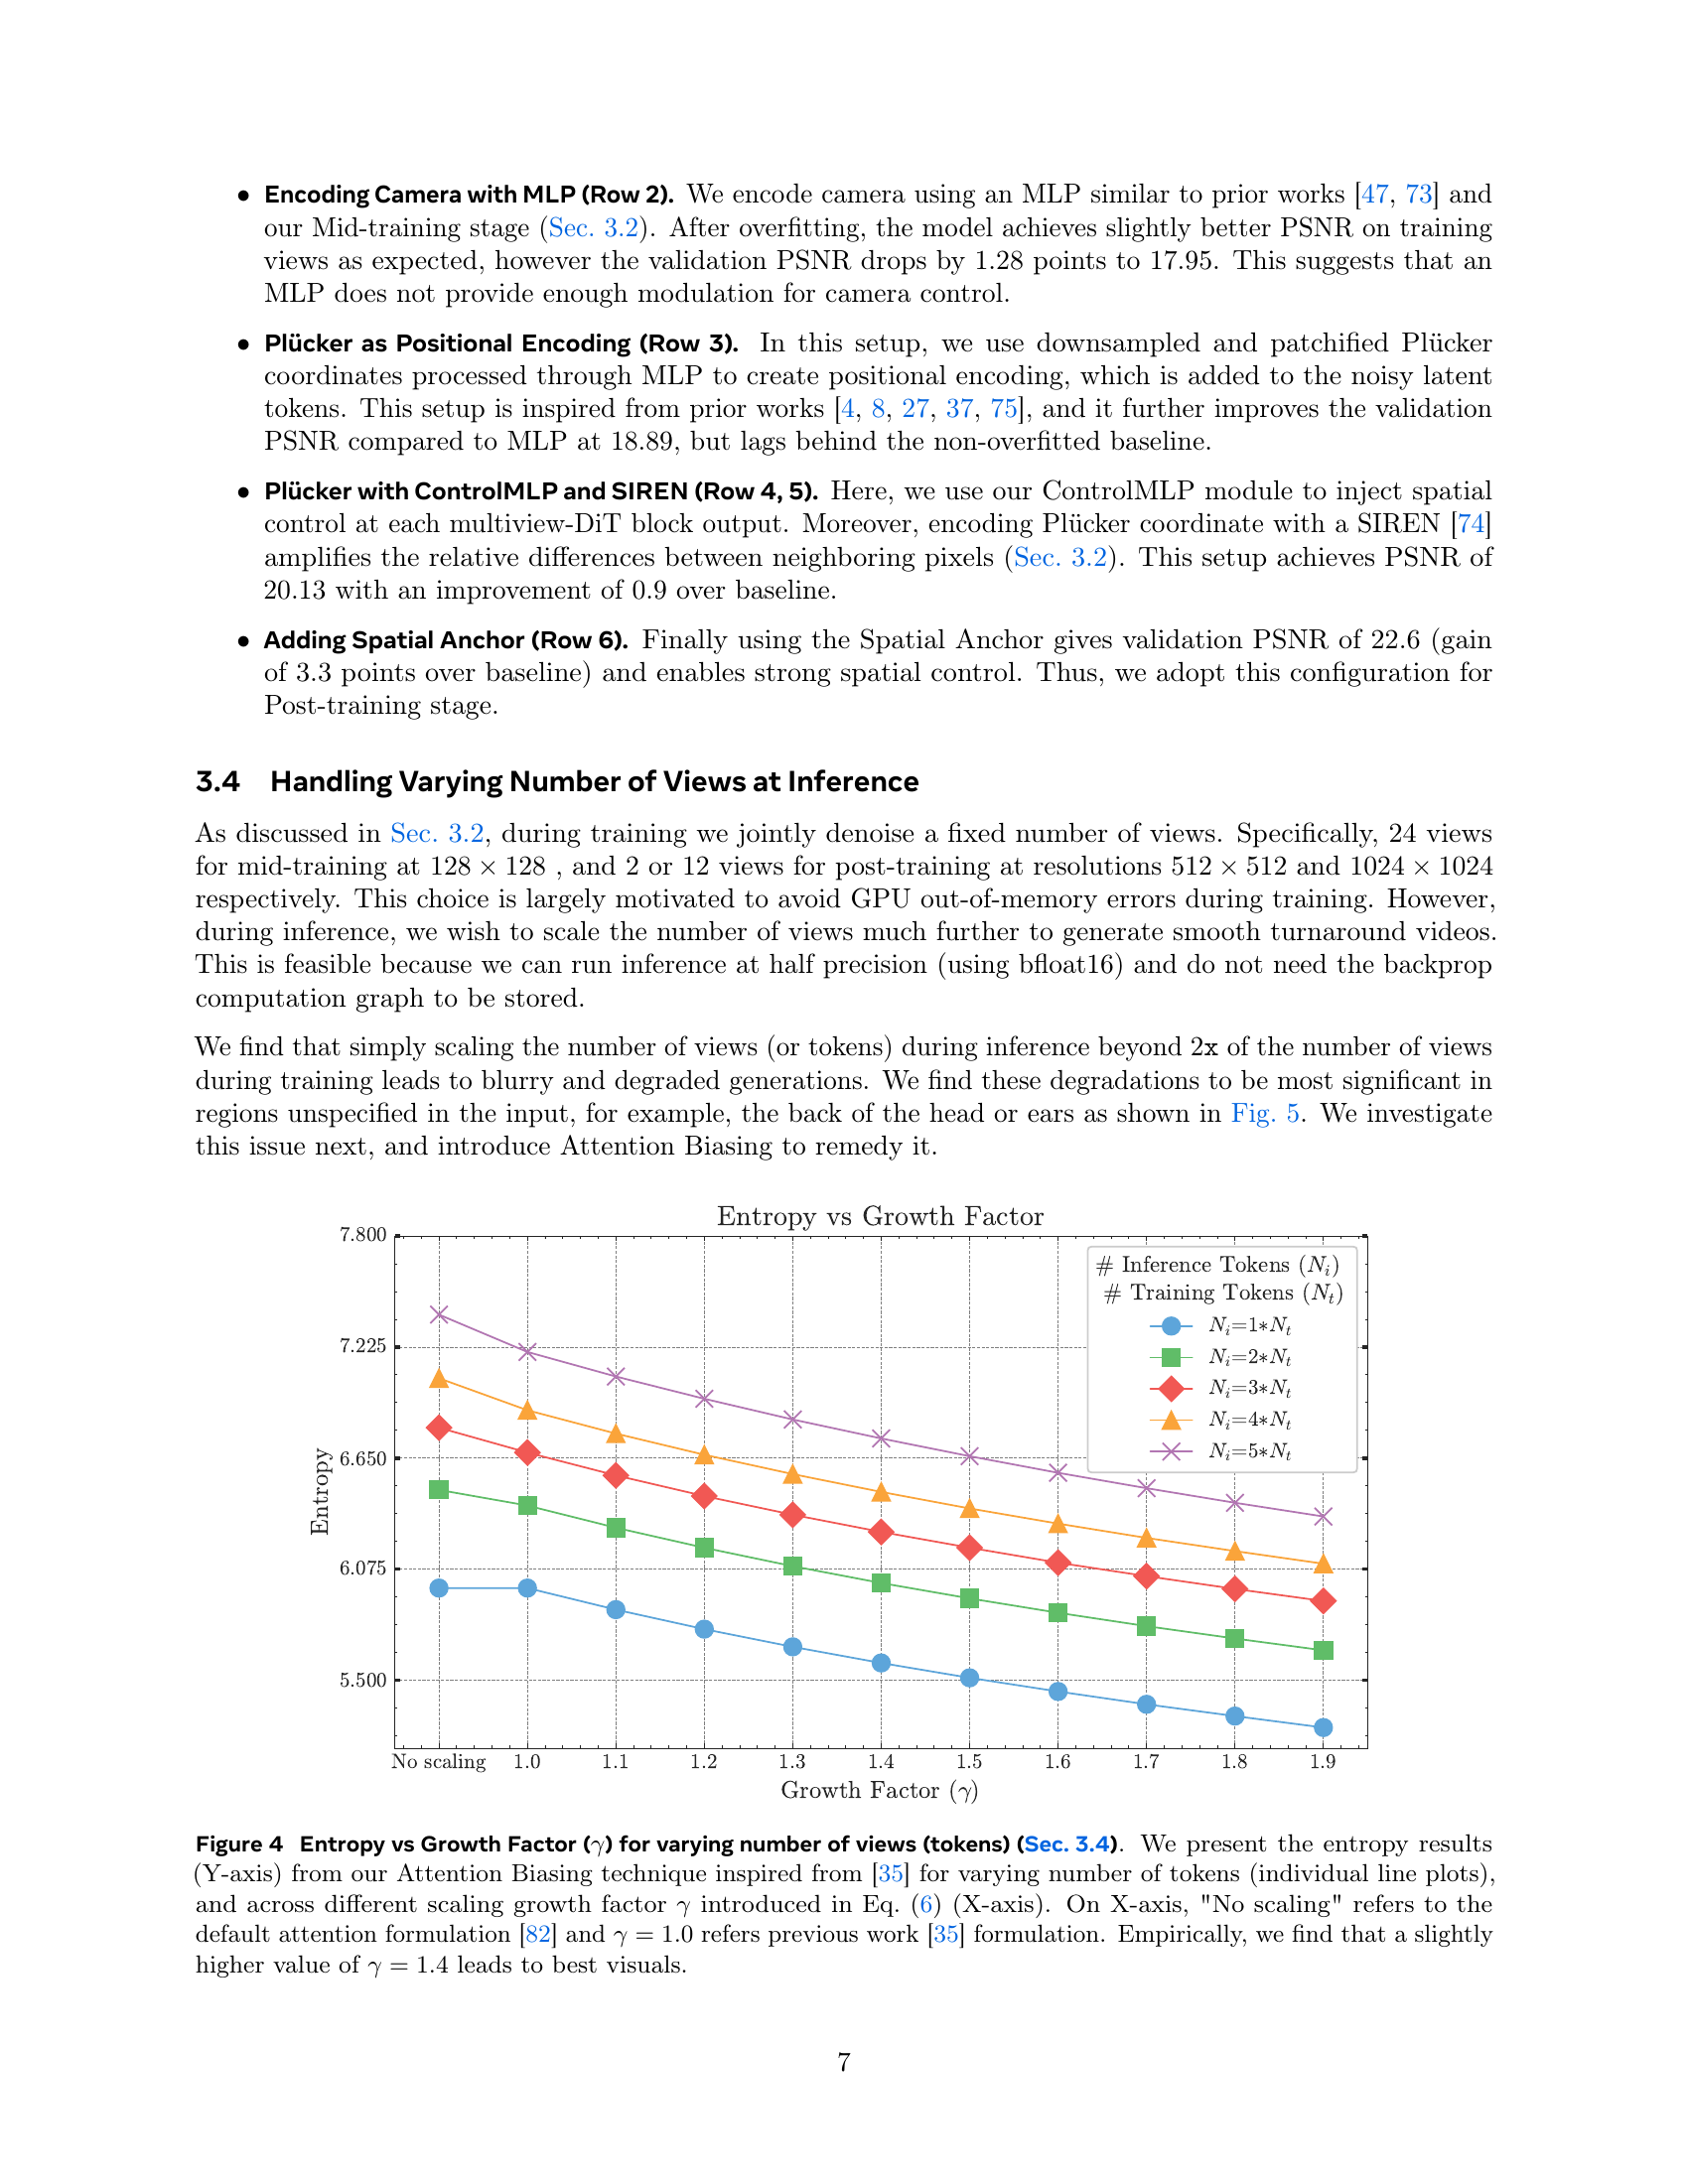 • Encoding Camera with MLP (Row 2). We encode camera using an MLP similar to prior works [47, 73] and
our Mid-training stage (Sec. 3.2). After overfitting, the model achieves slightly better PSNR on training
views as expected, however the validation PSNR drops by 1.28 points to 17.95. This suggests that an
MLP does not provide enough modulation for camera control.
• Plücker as Positional Encoding (Row 3). In this setup, we use downsampled and patchified Plücker
coordinates processed through MLP to create positional encoding, which is added to the noisy latent
tokens. This setup is inspired from prior works [4, 8, 27, 37, 75], and it further improves the validation
PSNR compared to MLP at 18.89, but lags behind the non-overfitted baseline.
• Plücker with ControlMLP and SIREN (Row 4, 5). Here, we use our ControlMLP module to inject spatial
control at each multiview-DiT block output. Moreover, encoding Plücker coordinate with a SIREN [74]
amplifies the relative differences between neighboring pixels (Sec. 3.2). This setup achieves PSNR of
20.13 with an improvement of 0.9 over baseline.
• Adding Spatial Anchor (Row 6). Finally using the Spatial Anchor gives validation PSNR of 22.6 (gain
of 3.3 points over baseline) and enables strong spatial control. Thus, we adopt this configuration for
Post-training stage.
3.4 Handling Varying Number of Views at Inference
As discussed in Sec. 3.2, during training we jointly denoise a fixed number of views. Specifically, 24 views
for mid-training at 128 × 128 , and 2 or 12 views for post-training at resolutions 512 × 512 and 1024 × 1024
respectively. This choice is largely motivated to avoid GPU out-of-memory errors during training. However,
during inference, we wish to scale the number of views much further to generate smooth turnaround videos.
This is feasible because we can run inference at half precision (using bfloat16) and do not need the backprop
computation graph to be stored.
We find that simply scaling the number of views (or tokens) during inference beyond 2x of the number of views
during training leads to blurry and degraded generations. We find these degradations to be most significant in
regions unspecified in the input, for example, the back of the head or ears as shown in Fig. 5. We investigate
this issue next, and introduce Attention Biasing to remedy it.
Entropy vs Growth Factor
7.800
7.225
6.650
6.075
5.500
Entropy
# Inference Tokens (Nᵢ)
# Training Tokens (Nₜ)
Nᵢ=1*Nₜ
Nᵢ=2*Nₜ
Nᵢ=3*Nₜ
Nᵢ=4*Nₜ
Nᵢ=5*Nₜ
No scaling 1.0 1.1 1.2 1.3 1.4 1.5 1.6 1.7 1.8 1.9
Growth Factor (γ)
Figure 4 Entropy vs Growth Factor (γ) for varying number of views (tokens) (Sec. 3.4). We present the entropy results
(Y-axis) from our Attention Biasing technique inspired from [35] for varying number of tokens (individual line plots),
and across different scaling growth factor γ introduced in Eq. (6) (X-axis). On X-axis, "No scaling" refers to the
default attention formulation [82] and γ = 1.0 refers previous work [35] formulation. Empirically, we find that a slightly
higher value of γ = 1.4 leads to best visuals.
7